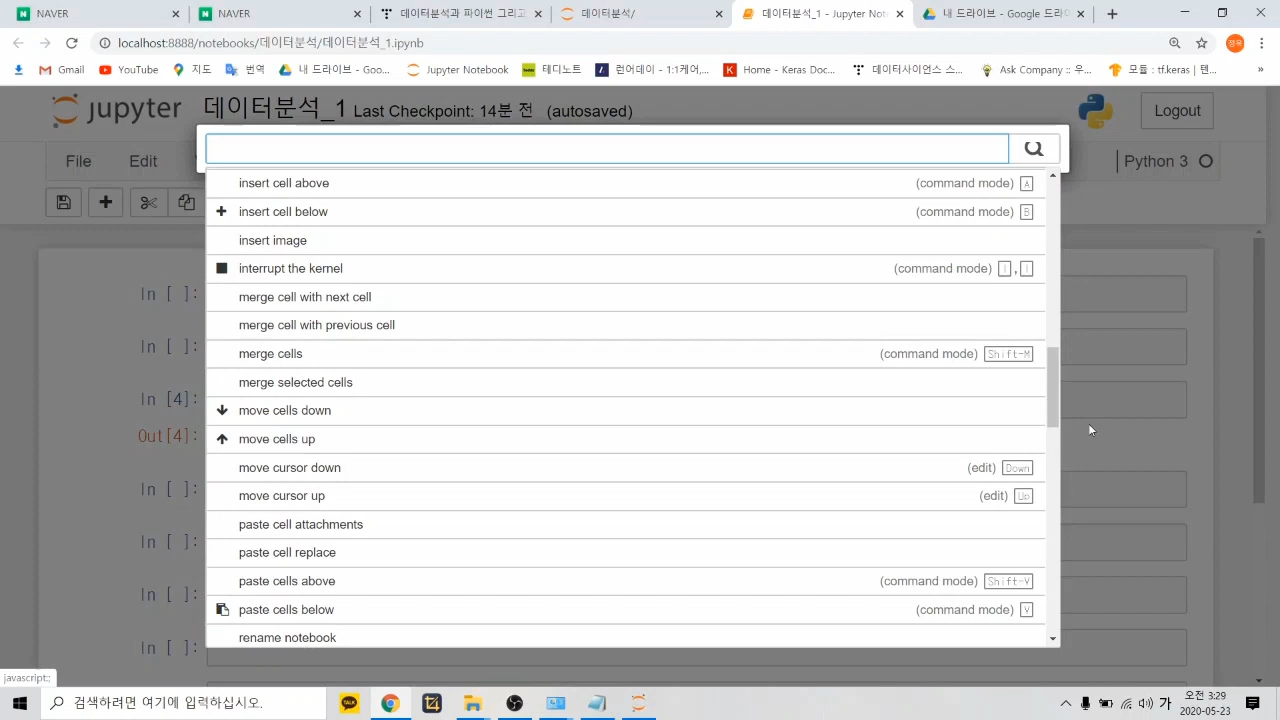 NAVER
NAVER
데이터분석과 파이썬 그리고
데이터분석/
데이터분석_1 - Jupyter Not
내 드라이브 - Google 드라이
localhost:8888/notebooks/데이터분석/데이터분석_1.ipynb
정옥
Gmail
YouTube
지도
번역
내 드라이브 - Goo...
Jupyter Notebook
테디노트
런어데이 - 1:1케어,...
Home - Keras Doc...
데이터사이언스 스...
Ask Company :: 우...
모듈 : tf.keras | 텐...
»
jupyter
데이터분석_1 Last Checkpoint: 14분 전 (autosaved)
Logout
File
Edit
Python 3
insert cell above (command mode) A
insert cell below (command mode) B
insert image
interrupt the kernel (command mode) I,I
merge cell with next cell
merge cell with previous cell
merge cells (command mode) Shift-M
merge selected cells
move cells down
move cells up
move cursor down (edit) Down
move cursor up (edit) Up
paste cell attachments
paste cell replace
paste cells above (command mode) Shift-V
paste cells below (command mode) V
rename notebook
In [ ]:
In [ ]:
In [4]:
Out[4]:
In [ ]:
In [ ]:
In [ ]:
In [ ]:
javascript:;
검색하려면 여기에 입력하십시오.
TALK
가
오전 3:29
2020-05-23